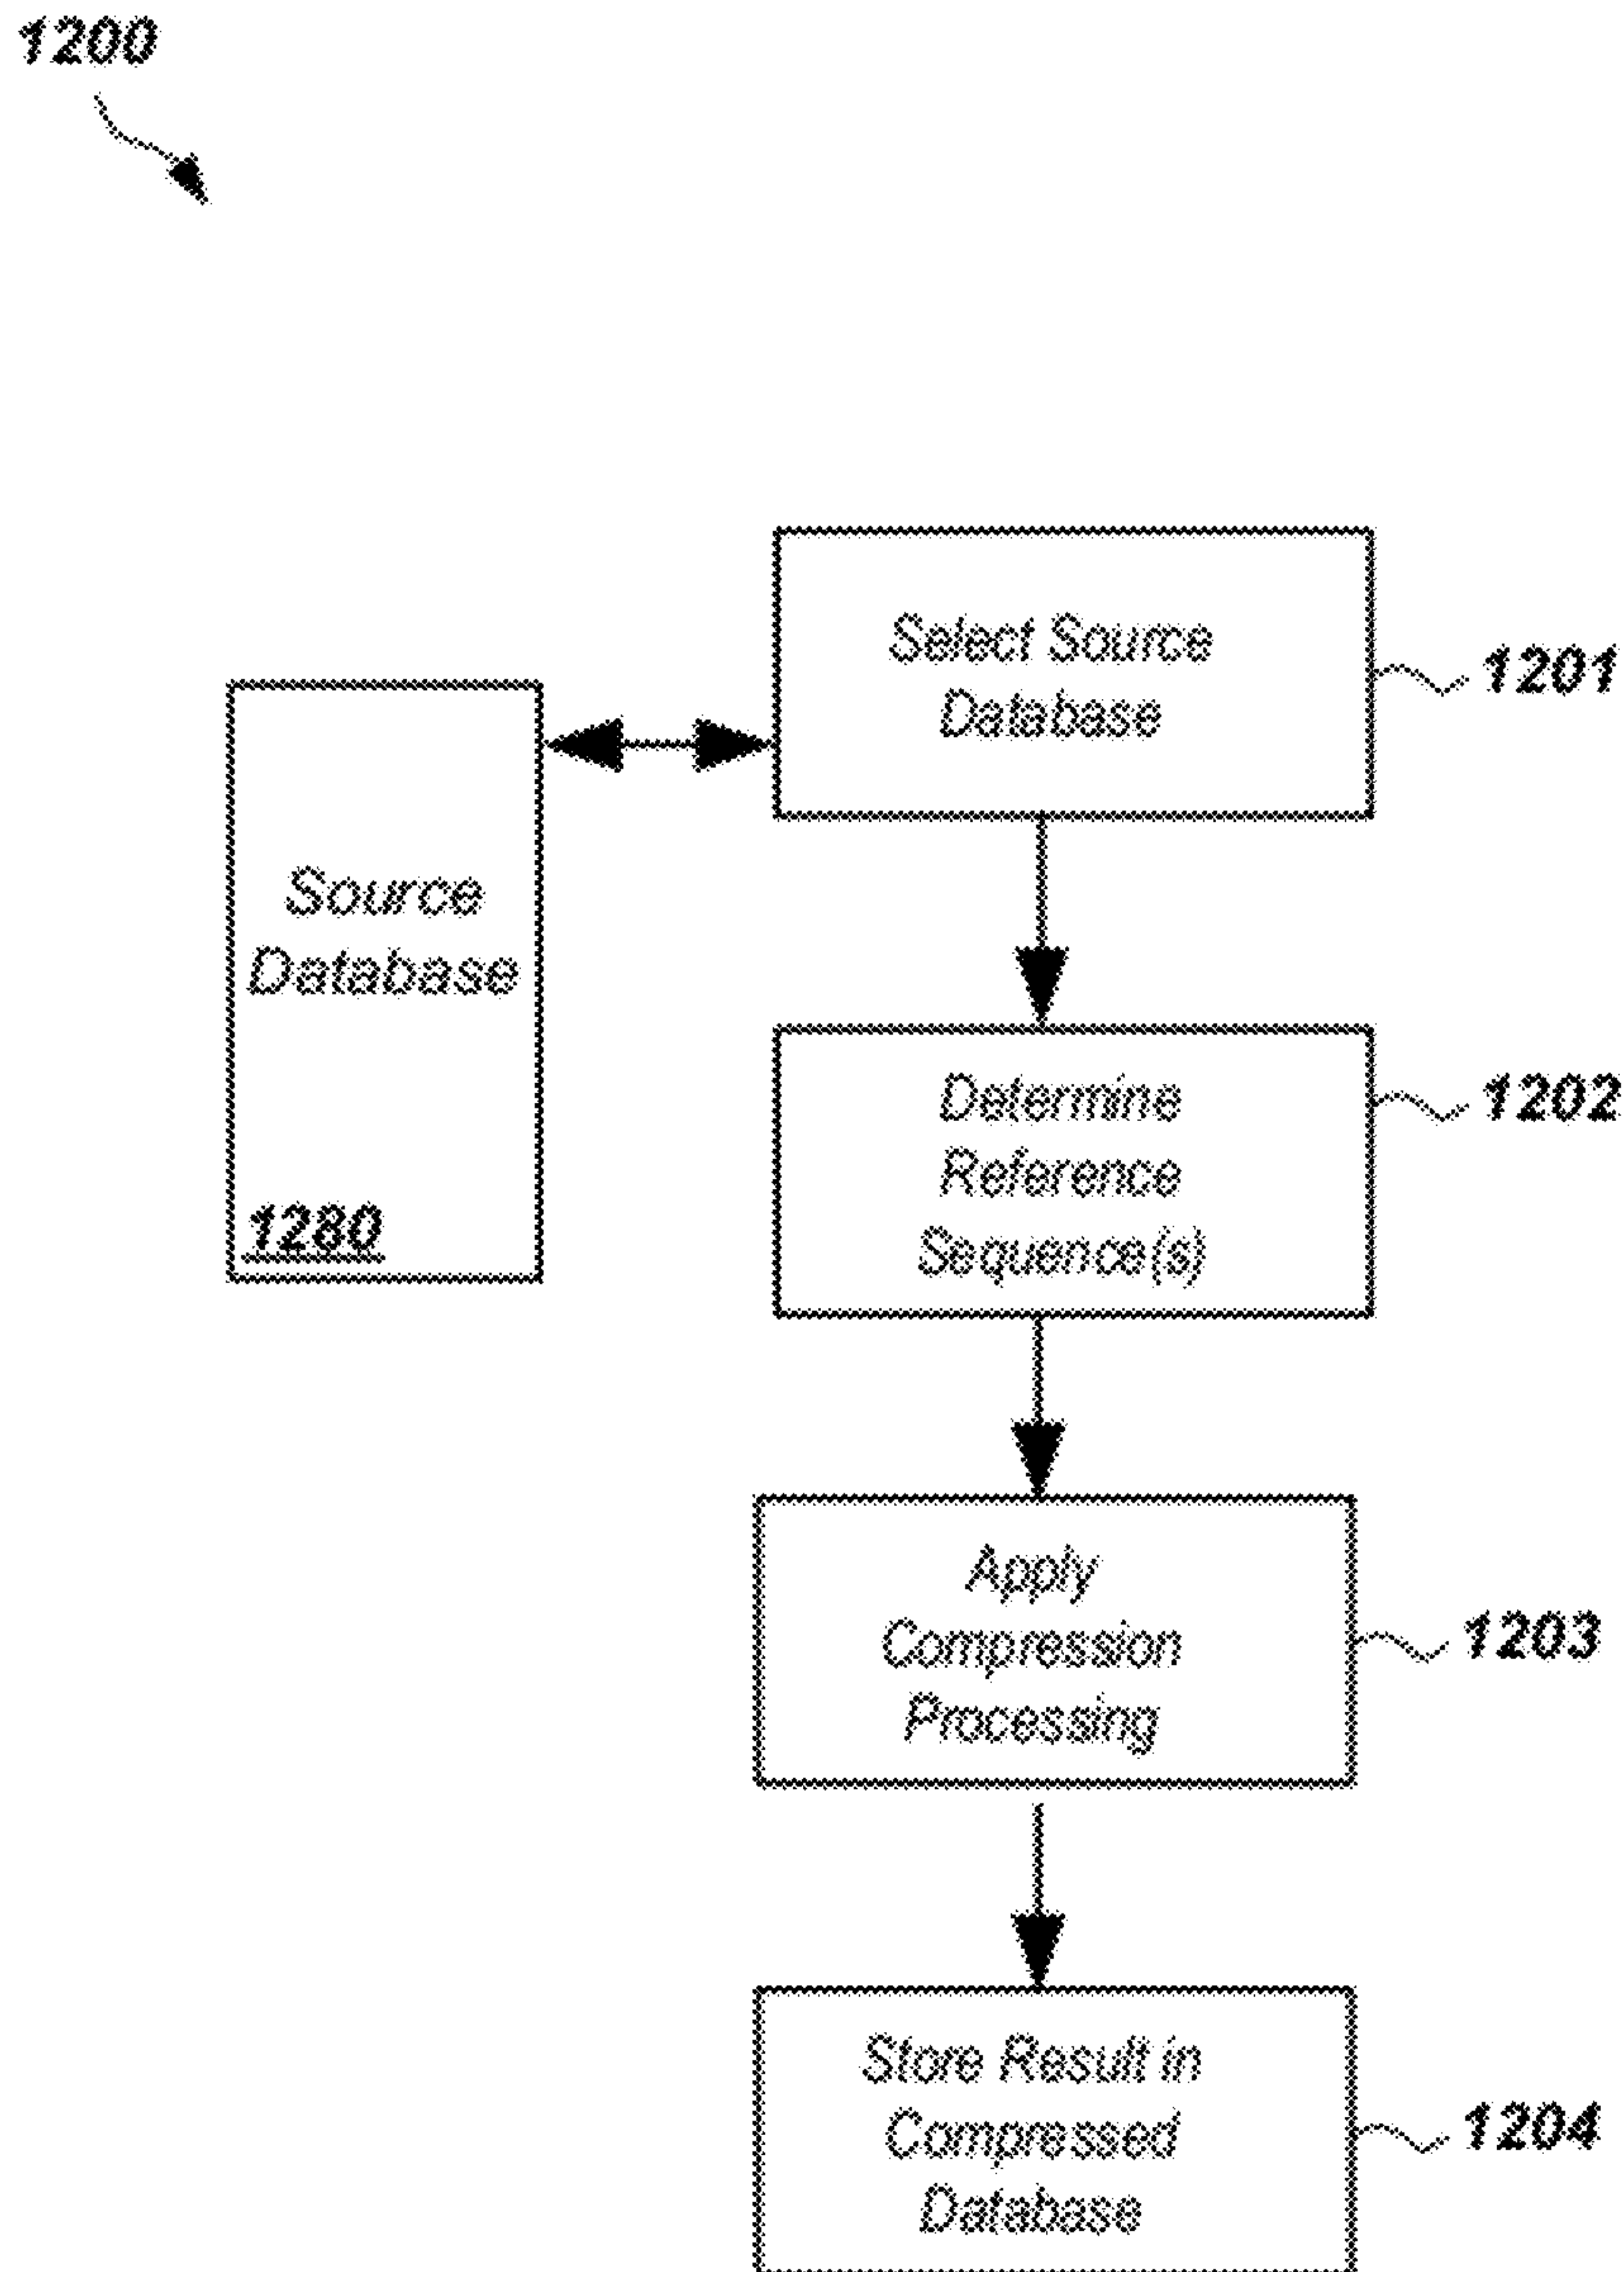 1200
Select Source
Database
1201
Source
Database
1280
Determine
Reference
Sequence(s)
1202
Apply
Compression
Processing
1203
Store Result in
Compressed
Database
1204